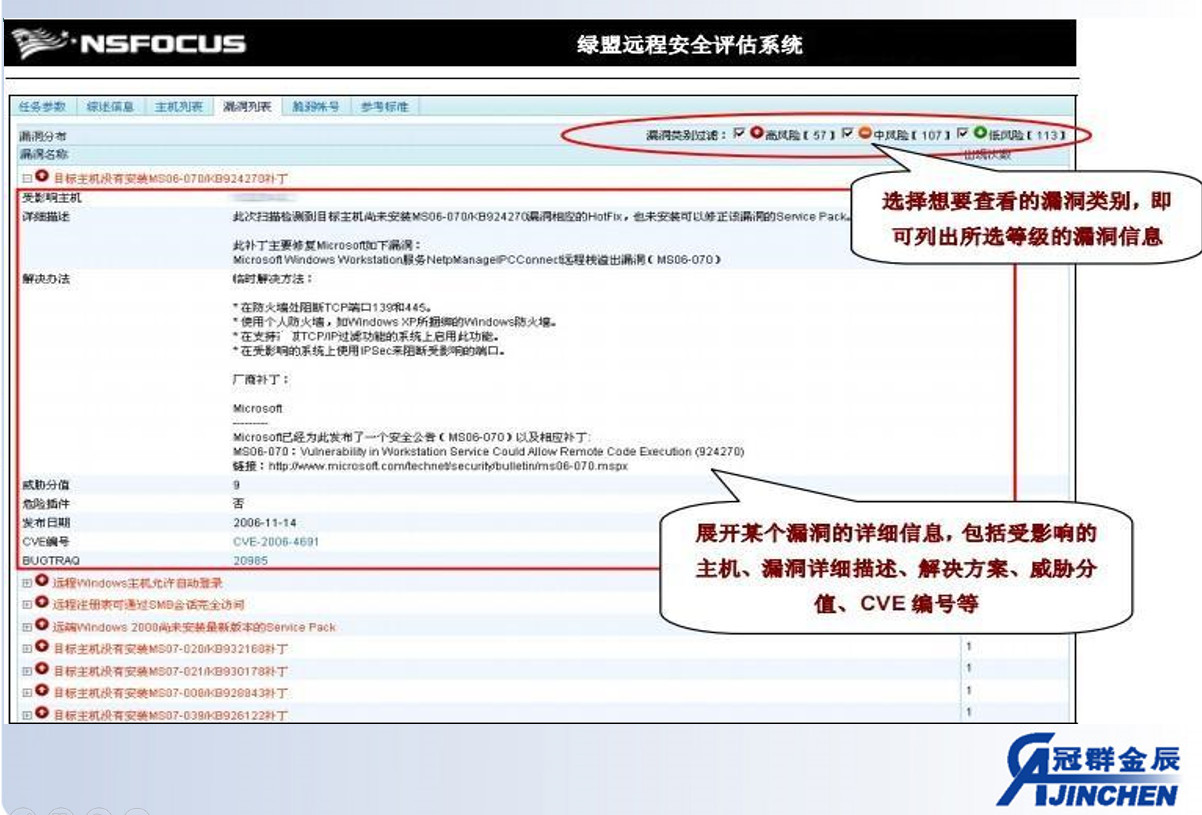 NSFOCUS
绿盟远程安全评估系统
任务参数 综述信息 主机列表 漏洞列表 脆弱帐号 参考标准
漏洞分布
漏洞类别过滤： 高风险 [ 57 ] 中风险 [ 107 ] 低风险 [ 113 ]
漏洞名称 出现次数
目标主机没有安装MS06-070/KB924270补丁
选择想要查看的漏洞类别，即
可列出所选等级的漏洞信息
受影响主机
详细描述 此次扫描检测到目标主机尚未安装MS06-070/KB924270漏洞相应的HotFix，也未安装可以修正该漏洞的Service Pack。
此补丁主要修复Microsoft如下漏洞：
Microsoft Windows Workstation服务NetpManageIPCConnect远程栈溢出漏洞（MS06-070）
解决办法 临时解决方法：
* 在防火墙处阻断TCP端口139和445。
* 使用个人防火墙，如Windows XP所捆绑的Windows防火墙。
* 在支持 其TCP/IP过滤功能的系统上启用此功能。
* 在受影响的系统上使用IPSec来阻断受影响的端口。
厂商补丁：
Microsoft
---------
Microsoft已经为此发布了一个安全公告（MS06-070）以及相应补丁:
MS06-070：Vulnerability in Workstation Service Could Allow Remote Code Execution (924270)
链接：http://www.microsoft.com/technet/security/bulletin/ms06-070.mspx
威胁分值 9
危险插件 否
发布日期 2006-11-14
CVE编号 CVE-2006-4691
BUGTRAQ 20985
展开某个漏洞的详细信息，包括受影响的
主机、漏洞详细描述、解决方案、威胁分
值、CVE 编号等
远程Windows主机允许自动登录
远程注册表可通过SMB会话完全访问
远端Windows 2000尚未安装最新版本的Service Pack
目标主机没有安装MS07-020/KB932168补丁 1
目标主机没有安装MS07-021/KB930178补丁 1
目标主机没有安装MS07-008/KB928843补丁 1
目标主机没有安装MS07-039/KB926122补丁 1
冠群金辰
JINCHEN